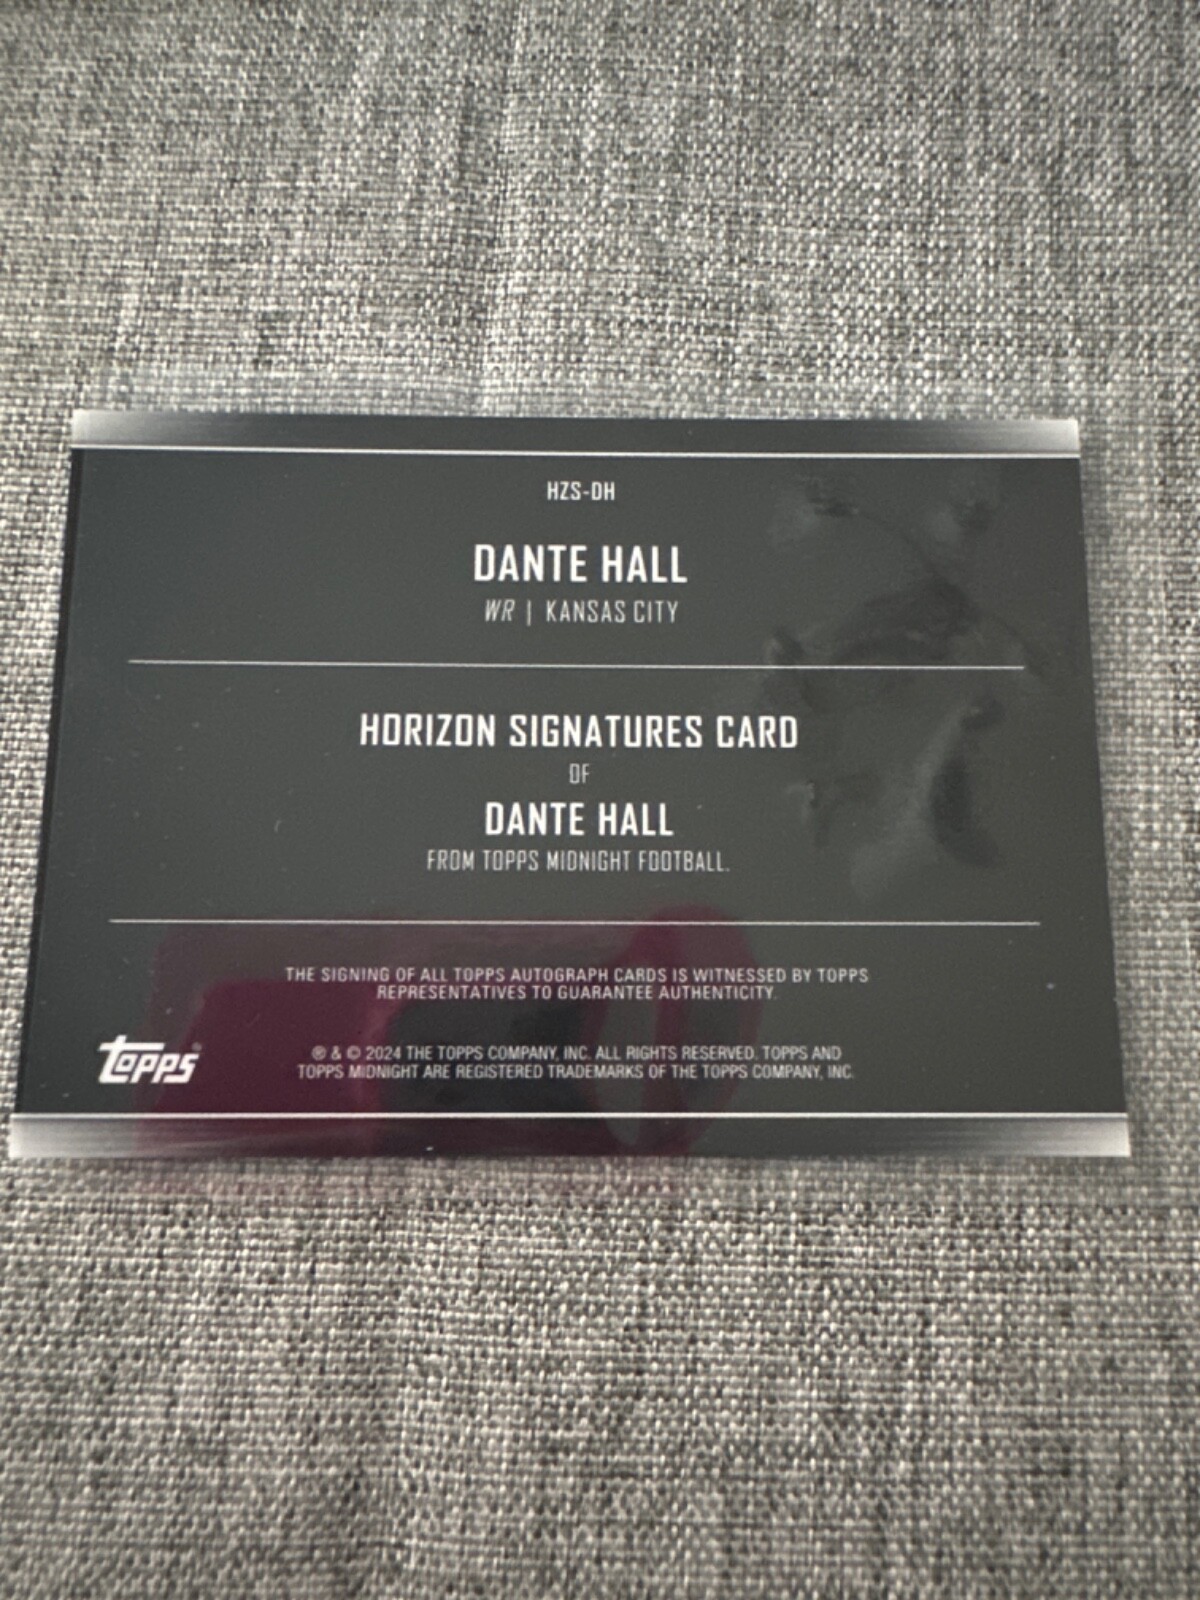 HZS-DH
DANTE HALL
WR | KANSAS CITY
HORIZON SIGNATURES CARD
OF
DANTE HALL
FROM TOPPS MIDNIGHT FOOTBALL.
THE SIGNING OF ALL TOPPS AUTOGRAPH CARDS IS WITNESSED BY TOPPS
REPRESENTATIVES TO GUARANTEE AUTHENTICITY.
TOPPS®
® & © 2024 THE TOPPS COMPANY, INC. ALL RIGHTS RESERVED. TOPPS AND
TOPPS MIDNIGHT ARE REGISTERED TRADEMARKS OF THE TOPPS COMPANY, INC.